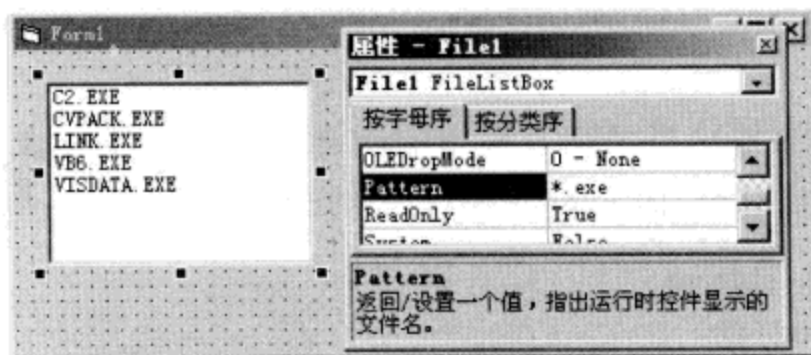 Form1
C2.EXE
CVPACK.EXE
LINK.EXE
VB6.EXE
VISDATA.EXE
属性 - File1
File1 FileListBox
按字母序 按分类序
OLEDropMode 0 - None
Pattern *.exe
ReadOnly True
System False
Pattern
返回/设置一个值，指出运行时控件显示的
文件名。